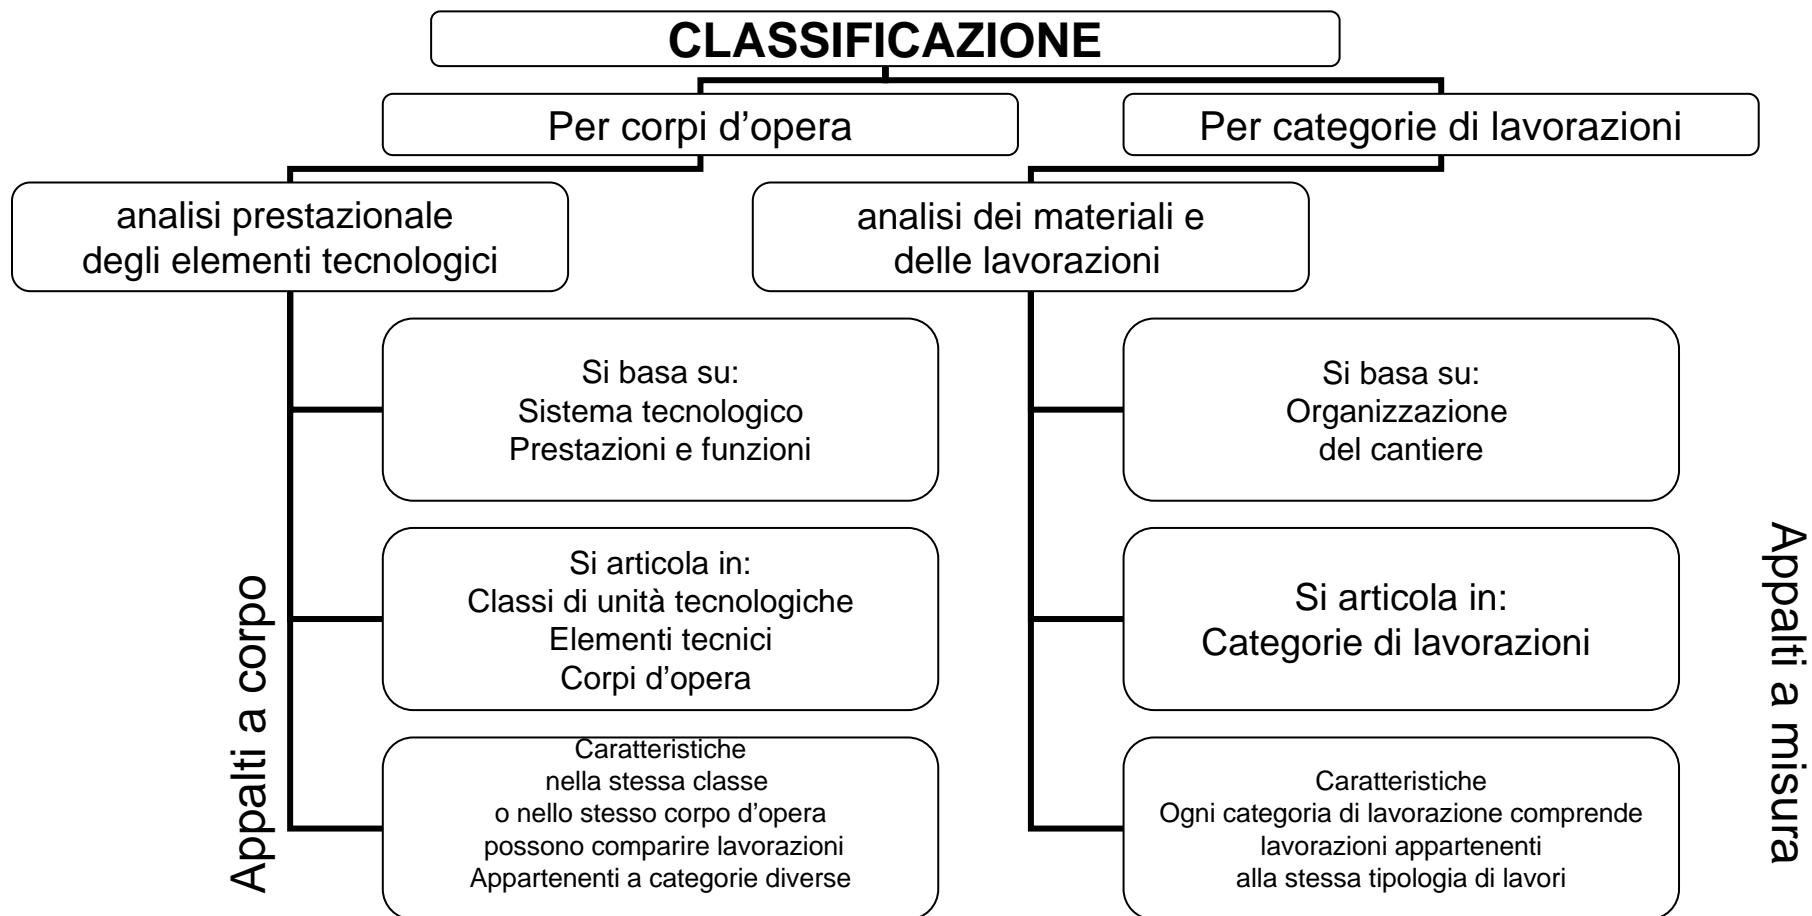 CLASSIFICAZIONE
Per corpi d'opera
Per categorie di lavorazioni
analisi prestazionale
degli elementi tecnologici
analisi dei materiali e
delle lavorazioni
Si basa su:
Sistema tecnologico
Prestazioni e funzioni
Si basa su:
Organizzazione
del cantiere
Si articola in:
Classi di unità tecnologiche
Elementi tecnici
Corpi d'opera
Si articola in:
Categorie di lavorazioni
Caratteristiche
nella stessa classe
o nello stesso corpo d'opera
possono comparire lavorazioni
Appartenenti a categorie diverse
Caratteristiche
Ogni categoria di lavorazione comprende
lavorazioni appartenenti
alla stessa tipologia di lavori
Appalti a corpo
Appalti a misura